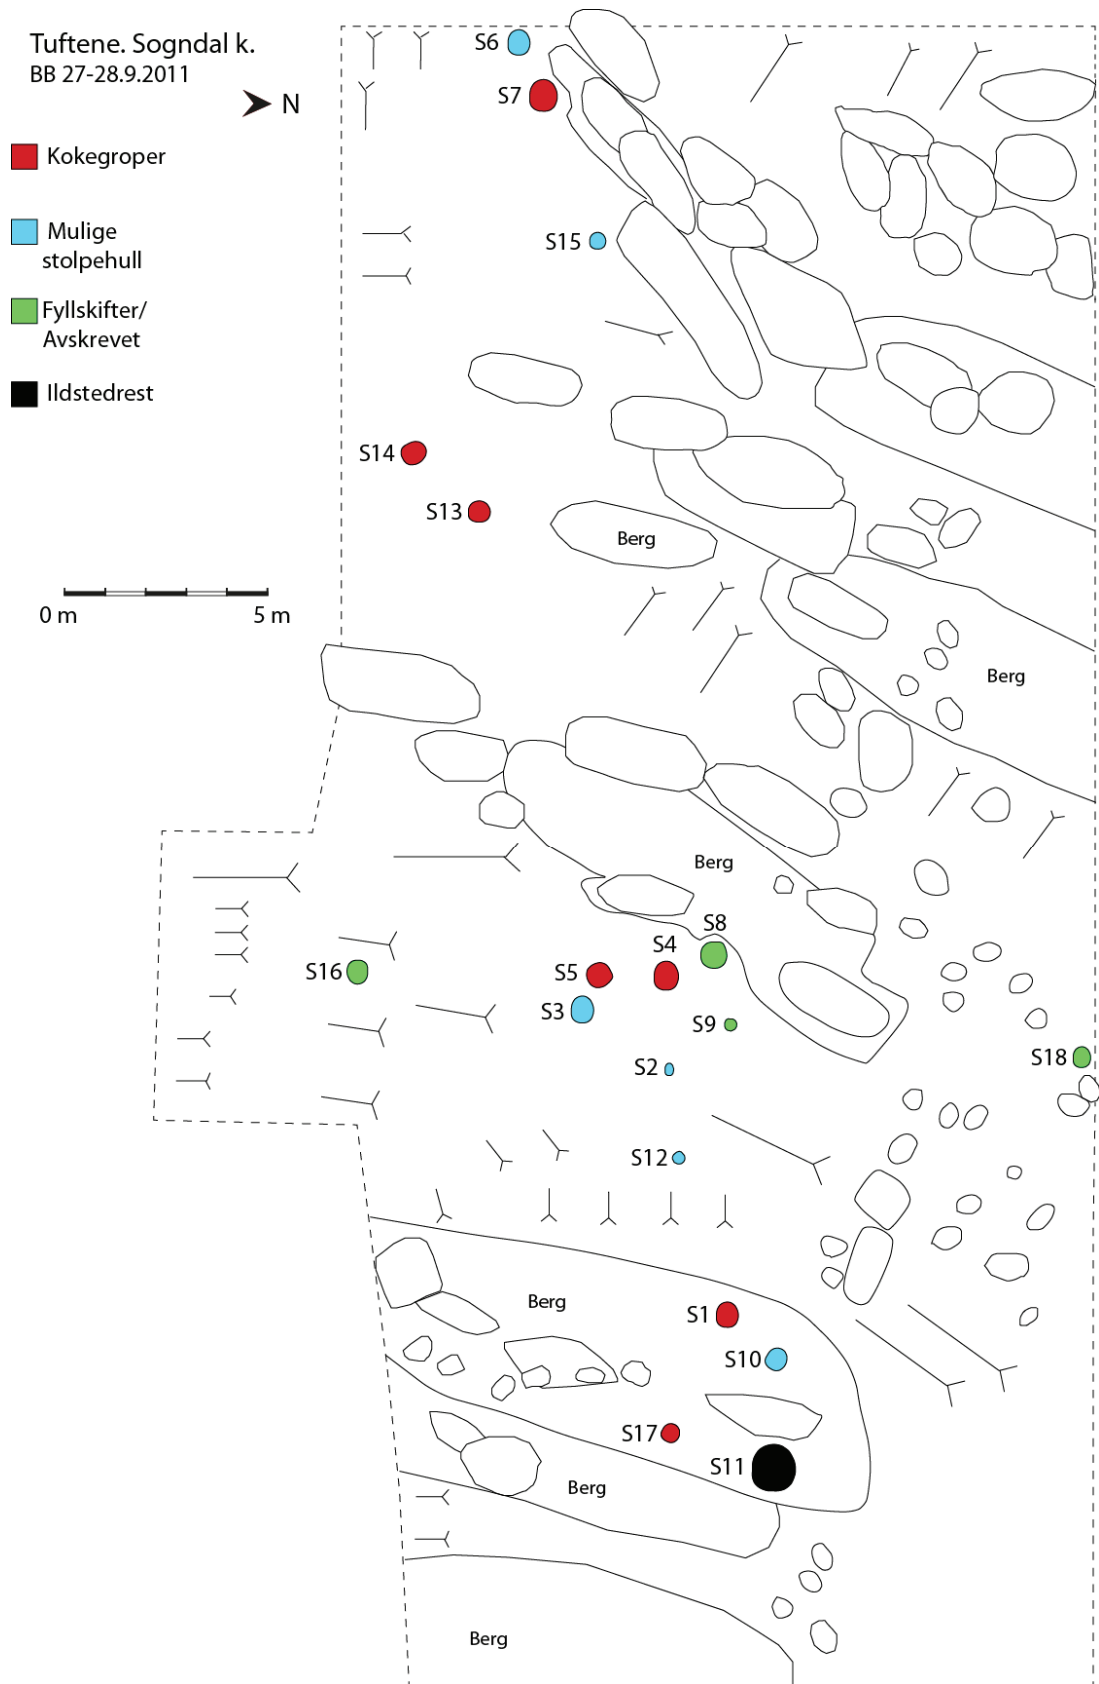 Tuftene. Sogndal k.
BB 27-28.9.2011
N
Kokegroper
Mulige
stolpehull
Fyllskifter/
Avskrevet
Ildstedrest
S6
S7
S15
S14
S13
Berg
0 m
5 m
Berg
Berg
S8
S4
S5
S16
S3
S9
S18
S2
S12
Berg
S1
S10
S17
S11
Berg
Berg